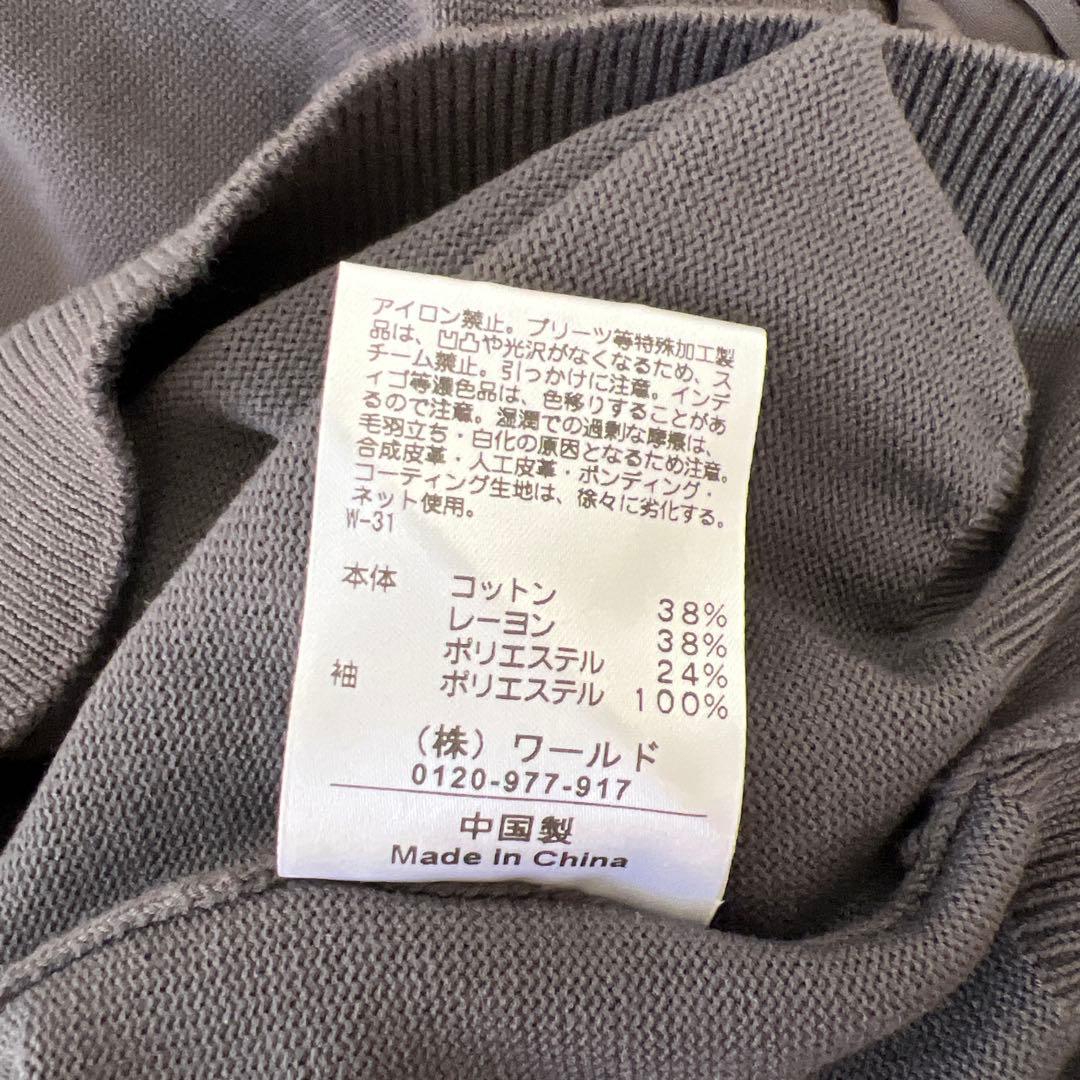 アイロン禁止。プリーツ等特殊加工製
品は、凹凸や光沢がなくなるため、ス
チーム禁止。引っかけに注意。インデ
ィゴ等濃色品は、色移りすることがあ
るので注意。湿潤での過剰な摩擦は、
毛羽立ち・白化の原因となるため注意。
合成皮革・人工皮革・ボンディング・
コーティング生地は、徐々に劣化する。
ネット使用。
W-31
本体 コットン 38%
レーヨン 38%
ポリエステル 24%
袖 ポリエステル 100%
（株）ワールド
0120-977-917
中国製
Made in China